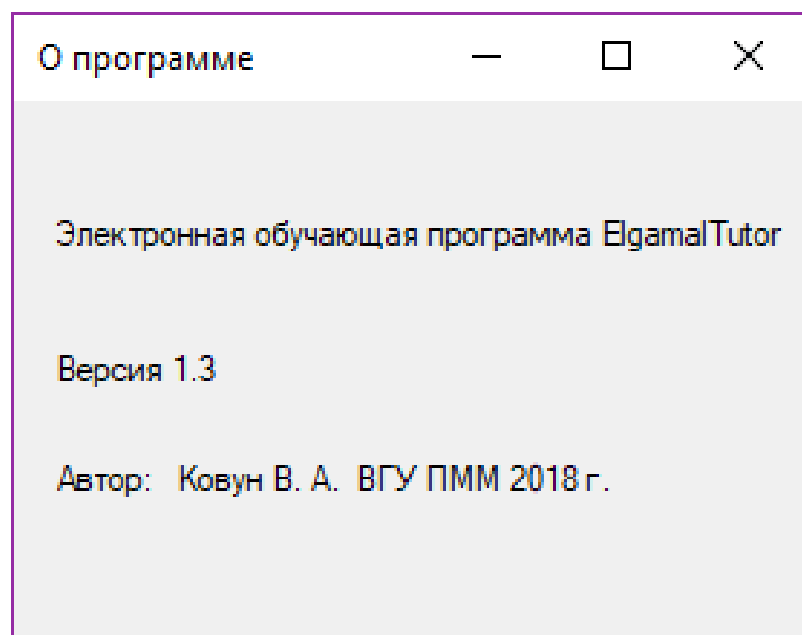 О программе
Электронная обучающая программа ElgamalTutor
Версия 1.3
Автор: Ковун В. А. ВГУ ПММ 2018 г.